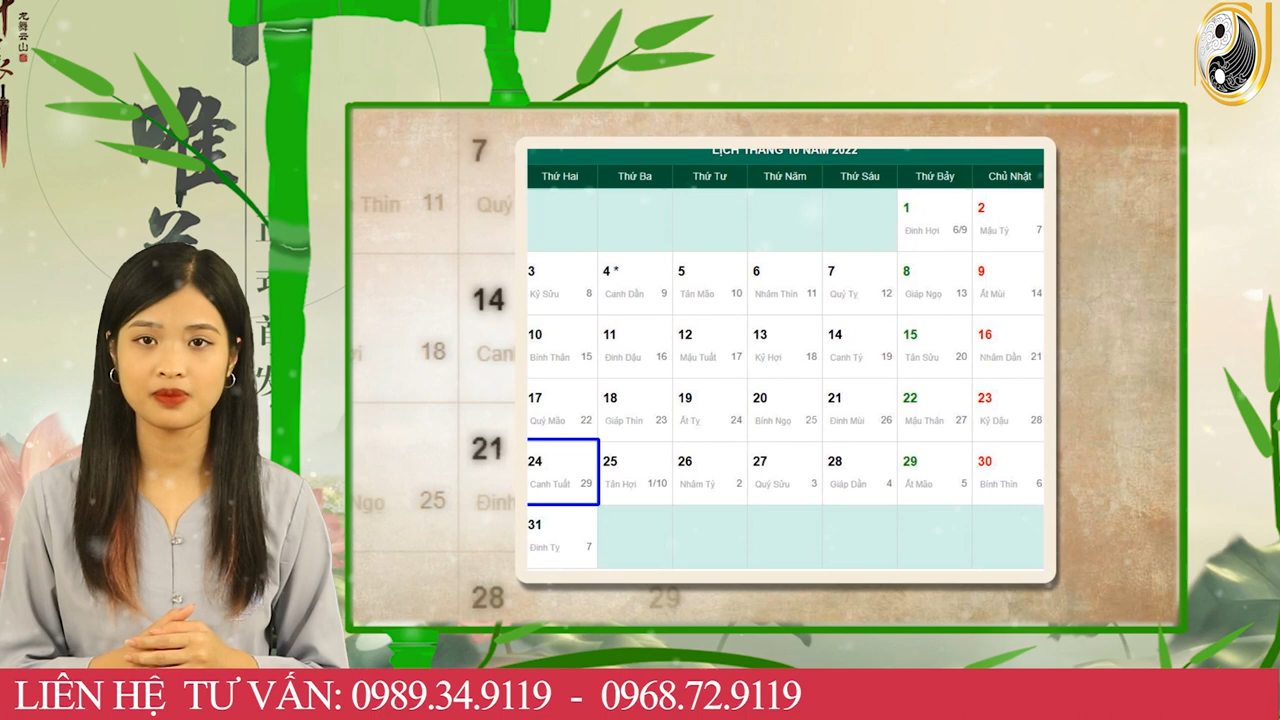 龙舞云山
唯
7
Thìn 11 Quý
14
18 Canh
21
Ngọ 25 Đinh
28 29
LỊCH THÁNG 10 NĂM 2022
Thứ Hai Thứ Ba Thứ Tư Thứ Năm Thứ Sáu Thứ Bảy Chủ Nhật
1 2
Đinh Hợi 6/9 Mậu Tý 7
3 4 * 5 6 7 8 9
Kỷ Sửu 8 Canh Dần 9 Tân Mão 10 Nhâm Thìn 11 Quý Tỵ 12 Giáp Ngọ 13 Ất Mùi 14
10 11 12 13 14 15 16
Bính Thân 15 Đinh Dậu 16 Mậu Tuất 17 Kỷ Hợi 18 Canh Tý 19 Tân Sửu 20 Nhâm Dần 21
17 18 19 20 21 22 23
Quý Mão 22 Giáp Thìn 23 Ất Tỵ 24 Bính Ngọ 25 Đinh Mùi 26 Mậu Thân 27 Kỷ Dậu 28
24 25 26 27 28 29 30
Canh Tuất 29 Tân Hợi 1/10 Nhâm Tý 2 Quý Sửu 3 Giáp Dần 4 Ất Mão 5 Bính Thìn 6
31
Đinh Tỵ 7
LIÊN HỆ TƯ VẤN: 0989.34.9119 - 0968.72.9119